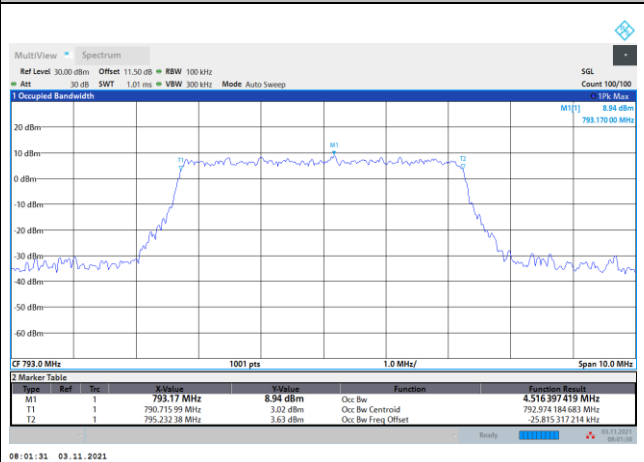 MultiView Spectrum
Ref Level 30.00 dBm Offset 11.50 dB RBW 100 kHz SGL
Att 30 dB SWT 1.01 ms VBW 300 kHz Mode Auto Sweep Count 100/100
1 Occupied Bandwidth 1Pk Max
M1[1] 8.94 dBm
793.170 00 MHz
20 dBm
M1
10 dBm
T1 T2
0 dBm
-10 dBm
-20 dBm
-30 dBm
-40 dBm
-50 dBm
-60 dBm
CF 793.0 MHz 1001 pts 1.0 MHz/ Span 10.0 MHz
2 Marker Table
Type Ref Trc X-Value Y-Value Function Function Result
M1 1 793.17 MHz 8.94 dBm Occ Bw 4.516 397 419 MHz
T1 1 790.715 99 MHz 3.02 dBm Occ Bw Centroid 792.974 184 683 MHz
T2 1 795.232 38 MHz 3.63 dBm Occ Bw Freq Offset -25.815 317 214 kHz
Ready 03.11.2021
08:01:30
08:01:31 03.11.2021